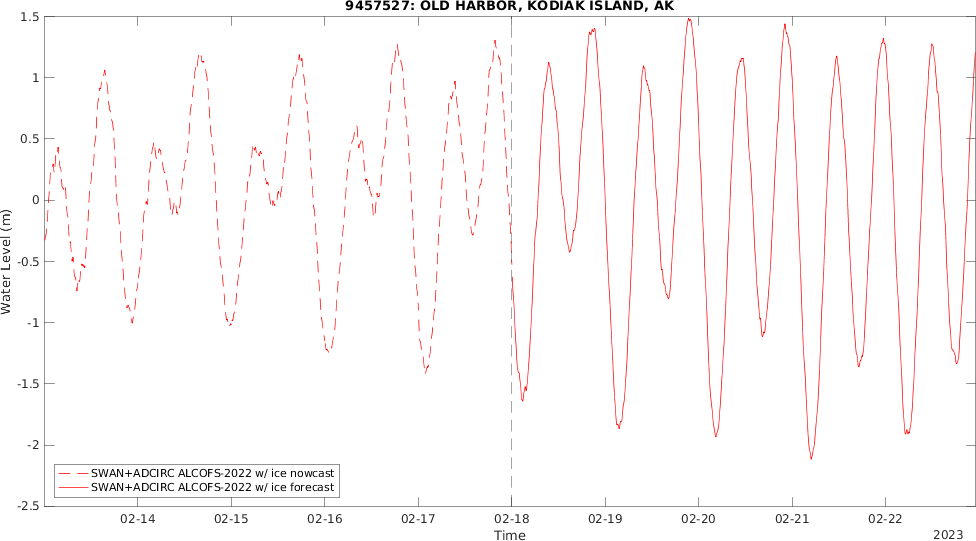 9457527: OLD HARBOR, KODIAK ISLAND, AK
1.5
1
0.5
0
-0.5
-1
-1.5
-2
-2.5
Water Level (m)
SWAN+ADCIRC ALCOFS-2022 w/ ice nowcast
SWAN+ADCIRC ALCOFS-2022 w/ ice forecast
02-14 02-15 02-16 02-17 02-18 02-19 02-20 02-21 02-22
Time
2023